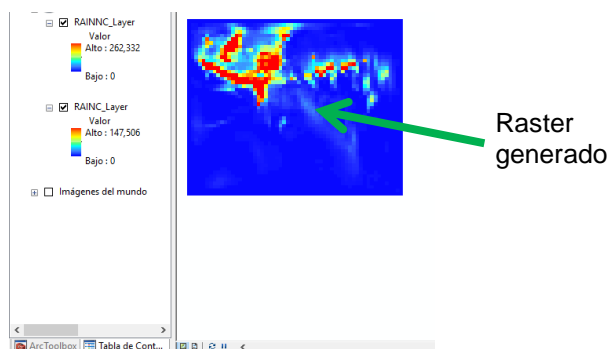 RAINNC_Layer
Valor
Alto : 262,332
Bajo : 0
RAINC_Layer
Valor
Alto : 147,506
Bajo : 0
Imágenes del mundo
Raster
generado
ArcToolbox
Tabla de Cont...